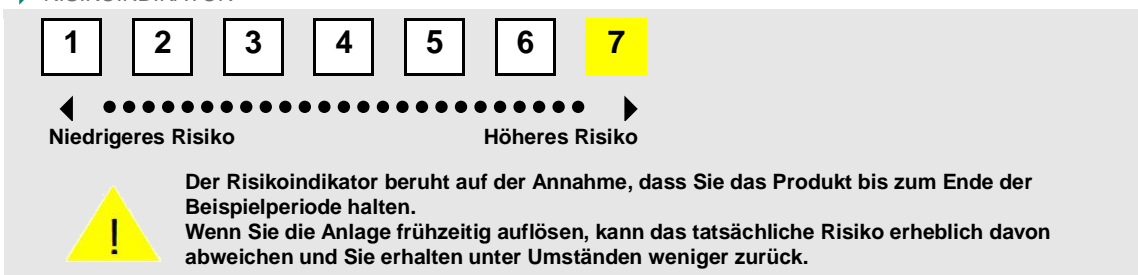 RISIKOINDIKATOR
1 2 3 4 5 6 7
Niedrigeres Risiko Höheres Risiko
Der Risikoindikator beruht auf der Annahme, dass Sie das Produkt bis zum Ende der
Beispielperiode halten.
Wenn Sie die Anlage frühzeitig auflösen, kann das tatsächliche Risiko erheblich davon
abweichen und Sie erhalten unter Umständen weniger zurück.
!